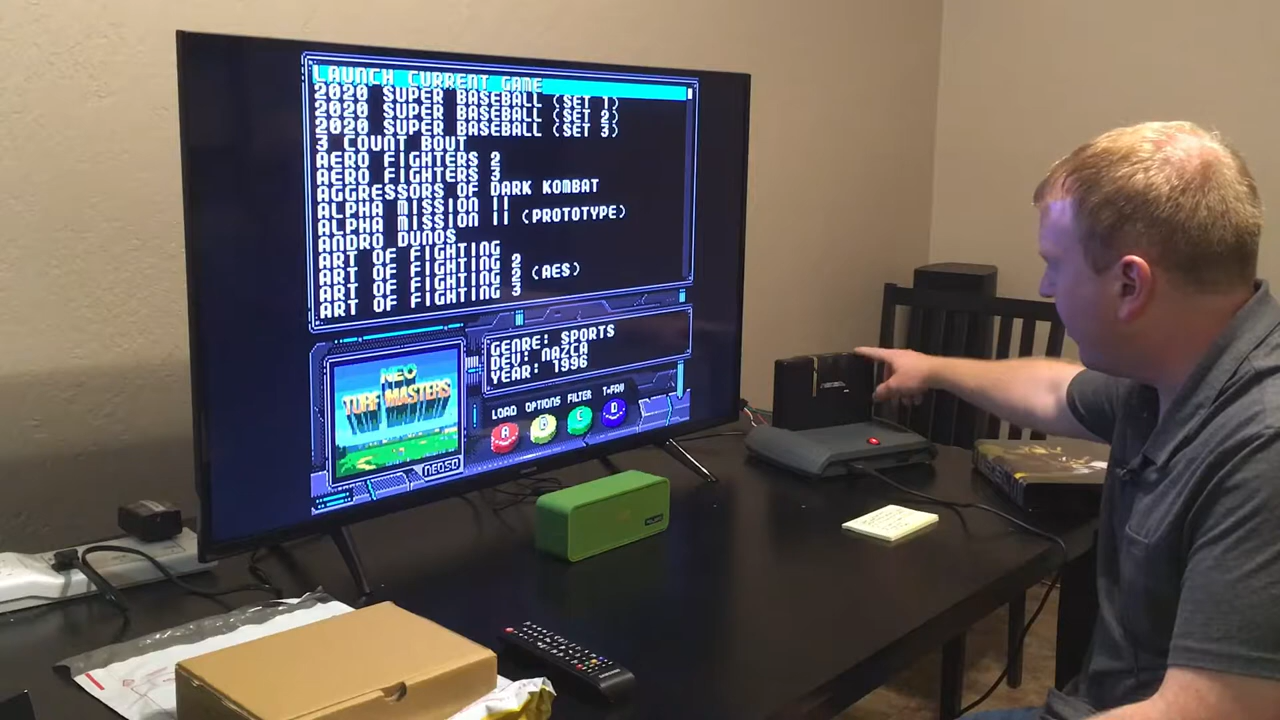 LAUNCH CURRENT GAME
2020 SUPER BASEBALL (SET 1)
2020 SUPER BASEBALL (SET 2)
2020 SUPER BASEBALL (SET 3)
3 COUNT BOUT
AERO FIGHTERS 2
AERO FIGHTERS 3
AGGRESSORS OF DARK KOMBAT
ALPHA MISSION II
ALPHA MISSION II (PROTOTYPE)
ANDRO DUNOS
ART OF FIGHTING
ART OF FIGHTING 2
ART OF FIGHTING 2 (AES)
ART OF FIGHTING 3
NEO
TURF MASTERS
NEOSD
GENRE: SPORTS
DEV: NAZCA
YEAR: 1996
LOAD OPTIONS FILTER T=FAV
A B C D
SAMSUNG